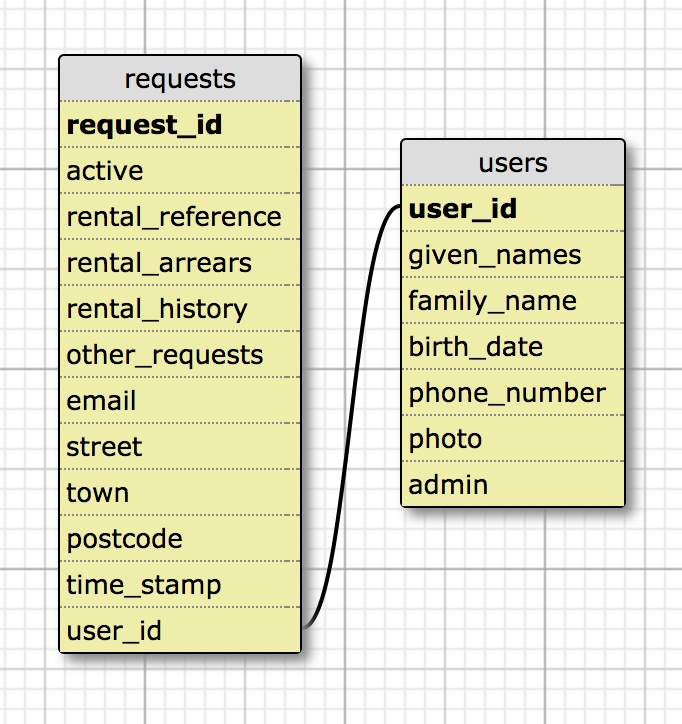 requests
request_id
active
rental_reference
rental_arrears
rental_history
other_requests
email
street
town
postcode
time_stamp
user_id
users
user_id
given_names
family_name
birth_date
phone_number
photo
admin